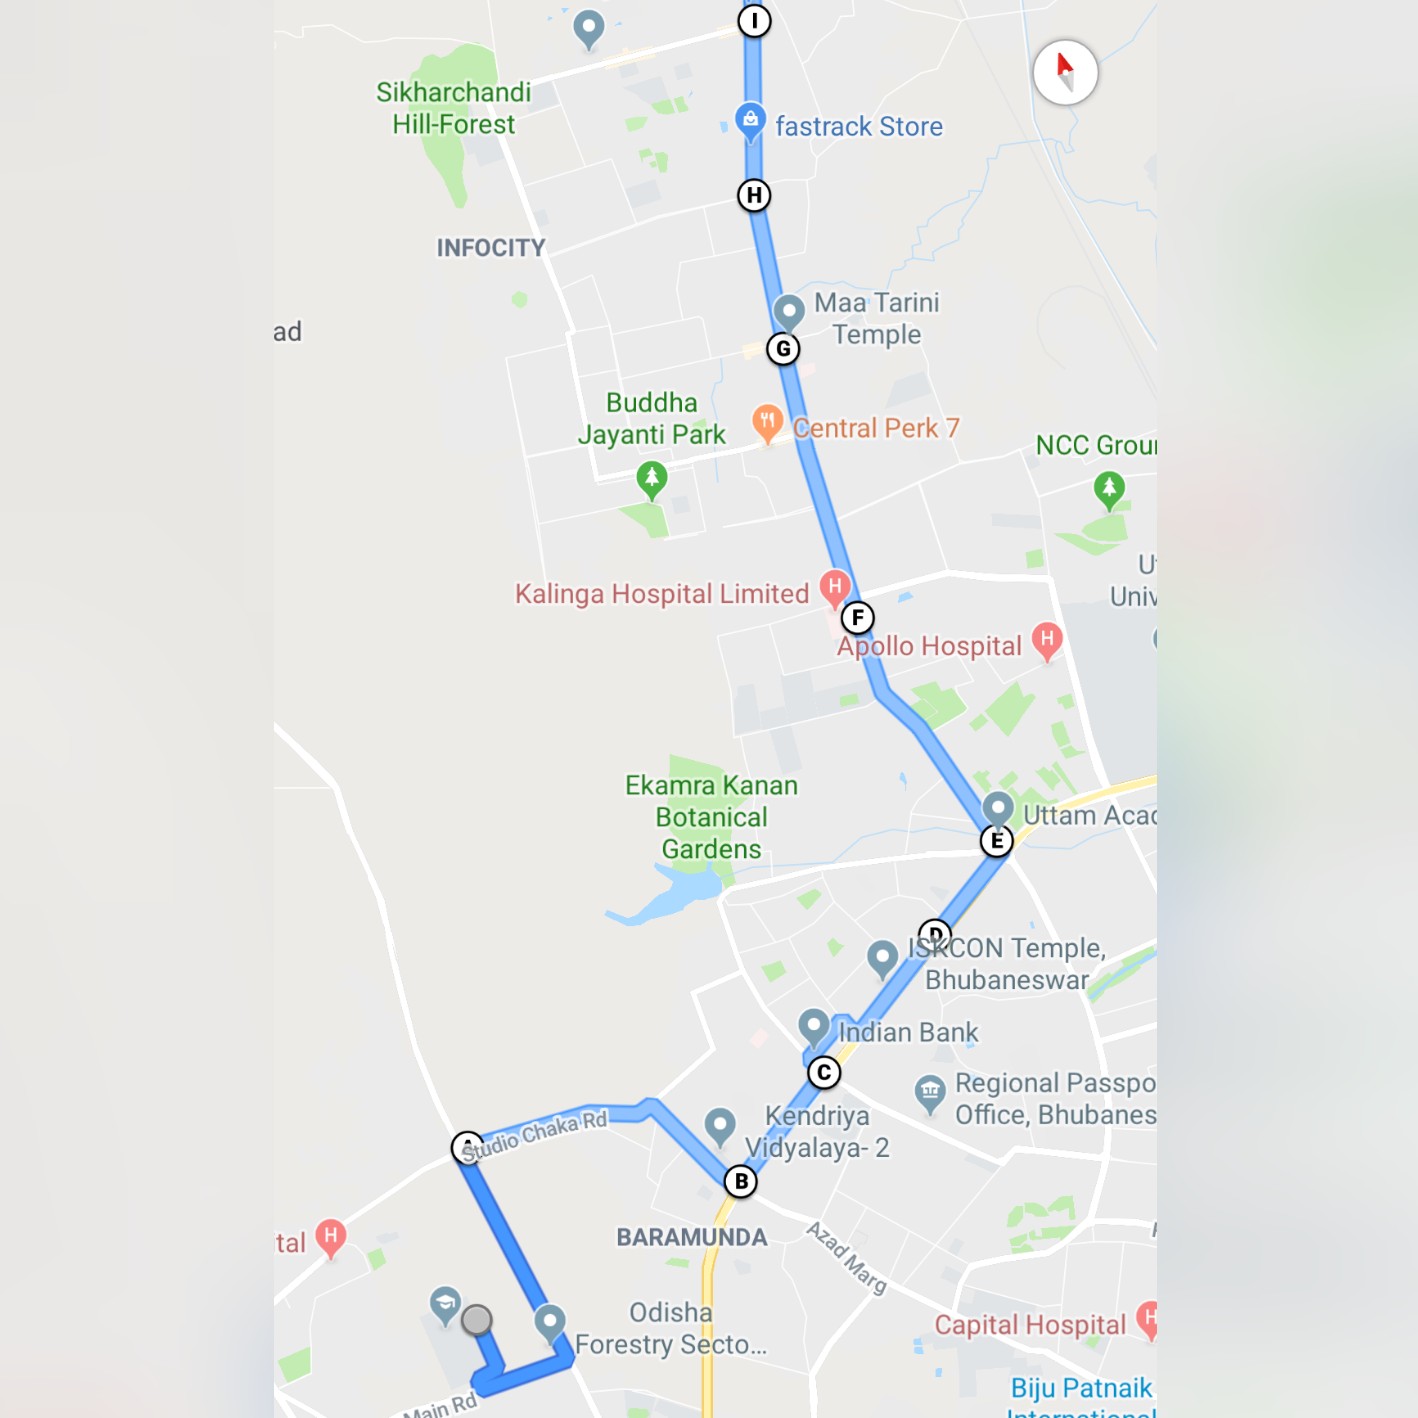 I
Sikharchandi
Hill-Forest
fastrack Store
H
INFOCITY
Maa Tarini
Temple
ad
G
Buddha
Jayanti Park
Central Perk 7
NCC Grou
Kalinga Hospital Limited
H
F
U
Univ
Apollo Hospital
H
Ekamra Kanan
Botanical
Gardens
Uttam Acad
E
D
ISKCON Temple,
Bhubaneswar
Indian Bank
C
Regional Passpo
Office, Bhubanes
Kendriya
Vidyalaya- 2
A
Studio Chaka Rd
B
BARAMUNDA
Azad Marg
tal
H
Odisha
Forestry Secto...
Capital Hospital
H
Main Rd
Biju Patnaik
International